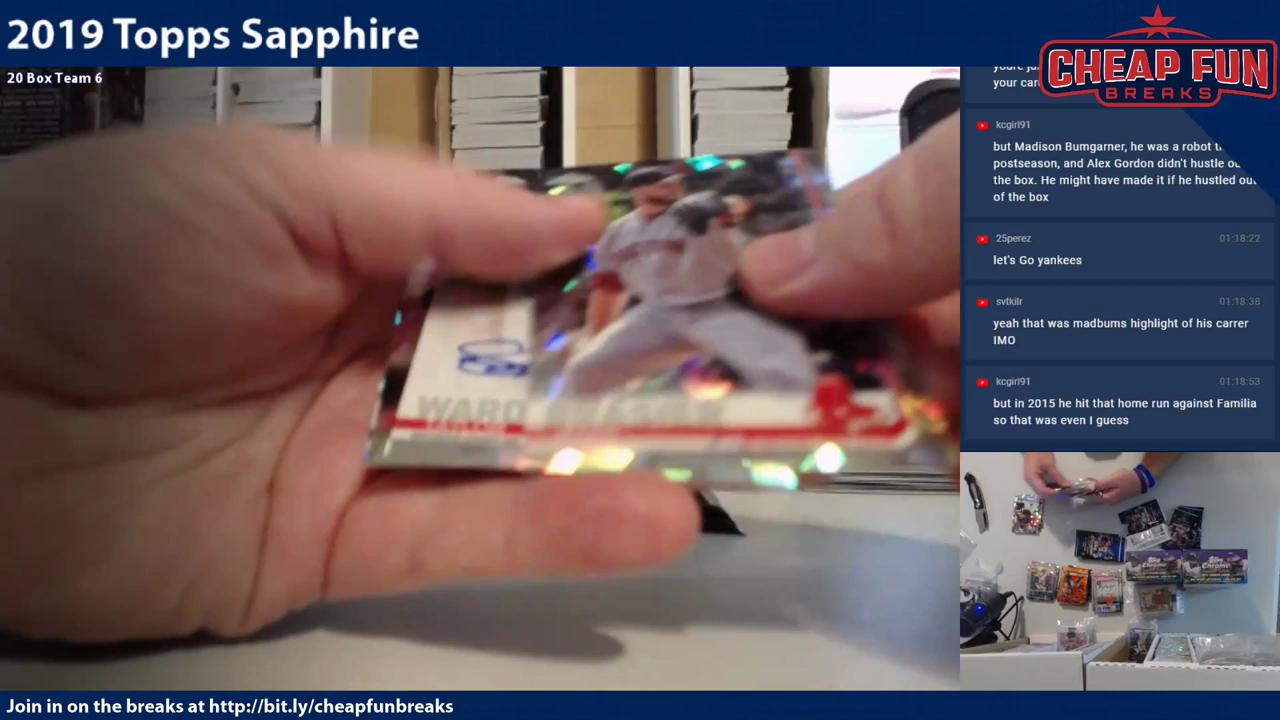 2019 Topps Sapphire
20 Box Team 6
CHEAP FUN
BREAKS
your
kcgirl91
but Madison Bumgarner, he was a robot
postseason, and Alex Gordon didn't hustle
the box. He might have made it if he hustled out
of the box
25perez 01:18:22
let's Go yankees
svtkilr 01:18:38
yeah that was madbums highlight of his carrer
IMO
kcgirl91 01:18:53
but in 2015 he hit that home run against Familia
so that was even I guess
WARD
TAYLOR
Join in on the breaks at http://bit.ly/cheapfunbreaks